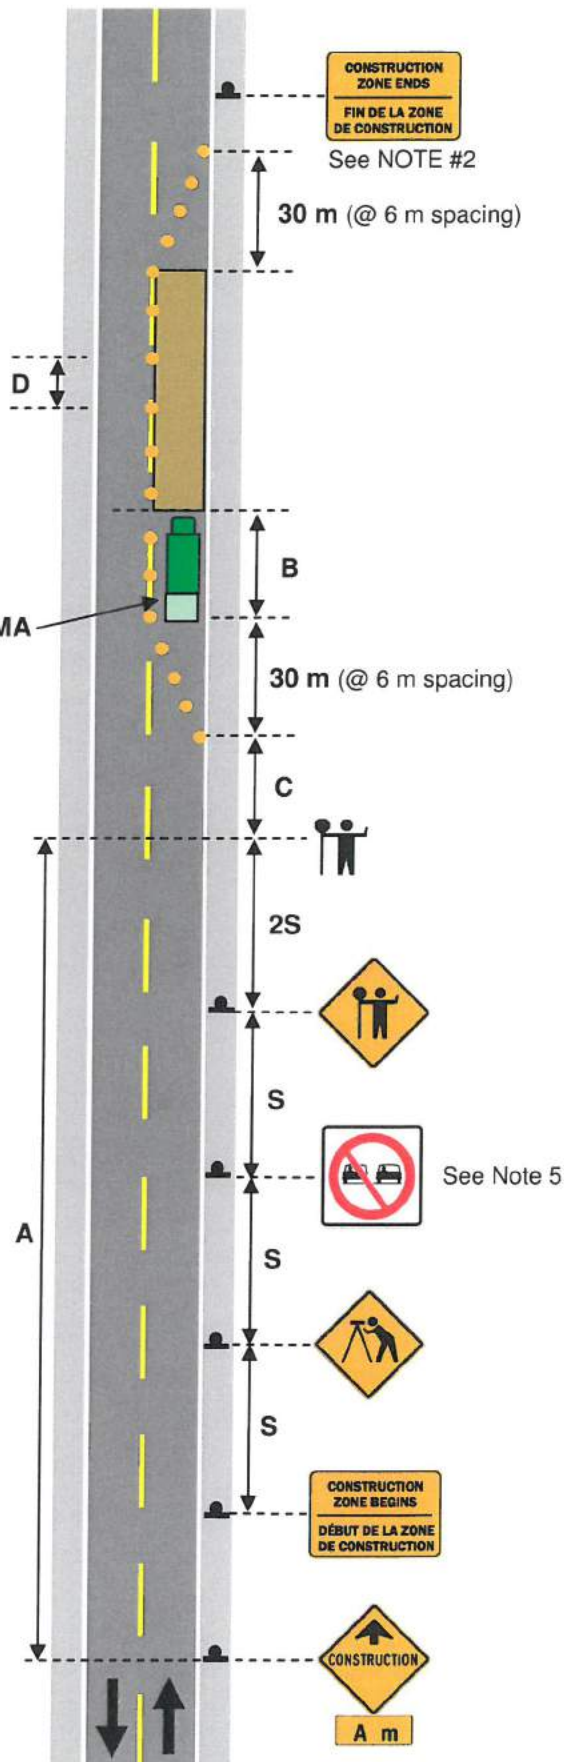 CONSTRUCTION
ZONE ENDS
FIN DE LA ZONE
DE CONSTRUCTION
See NOTE #2
30 m (@ 6 m spacing)
D
B
MA
30 m (@ 6 m spacing)
C
2S
S
See Note 5
A
S
S
CONSTRUCTION
ZONE BEGINS
DÉBUT DE LA ZONE
DE CONSTRUCTION
CONSTRUCTION
A m